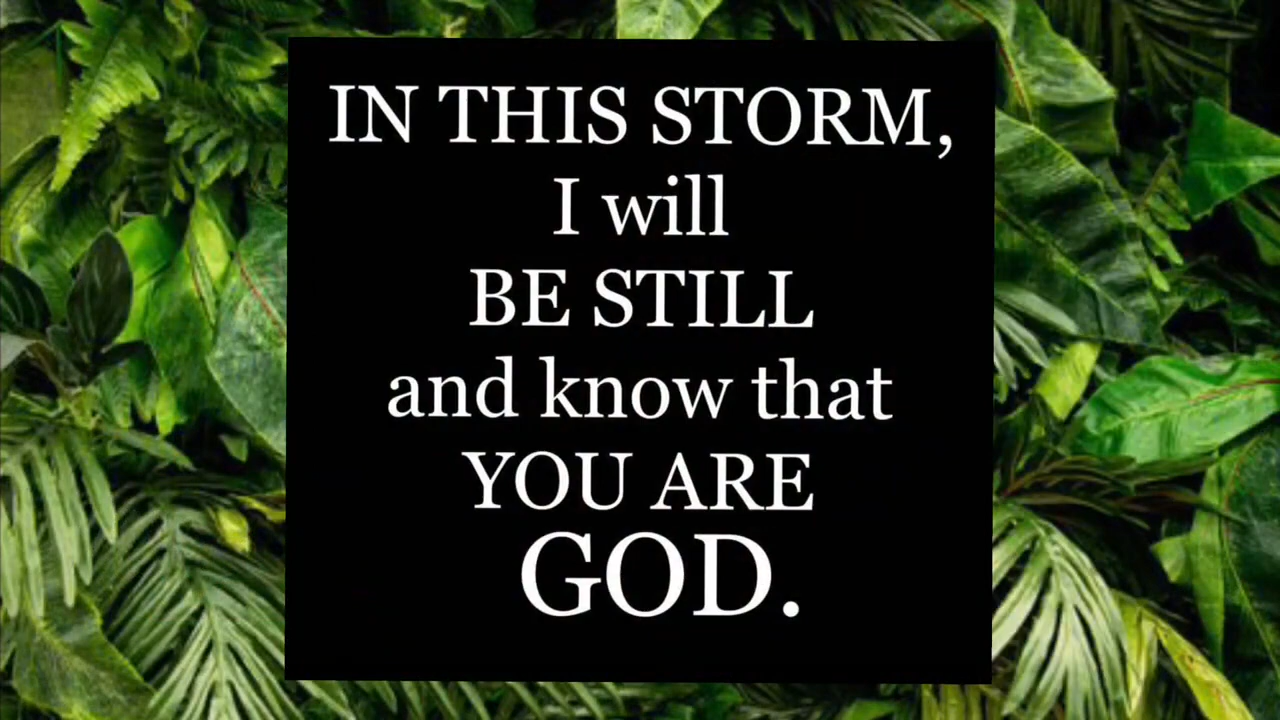 IN THIS STORM,
I will
BE STILL
and know that
YOU ARE
GOD.